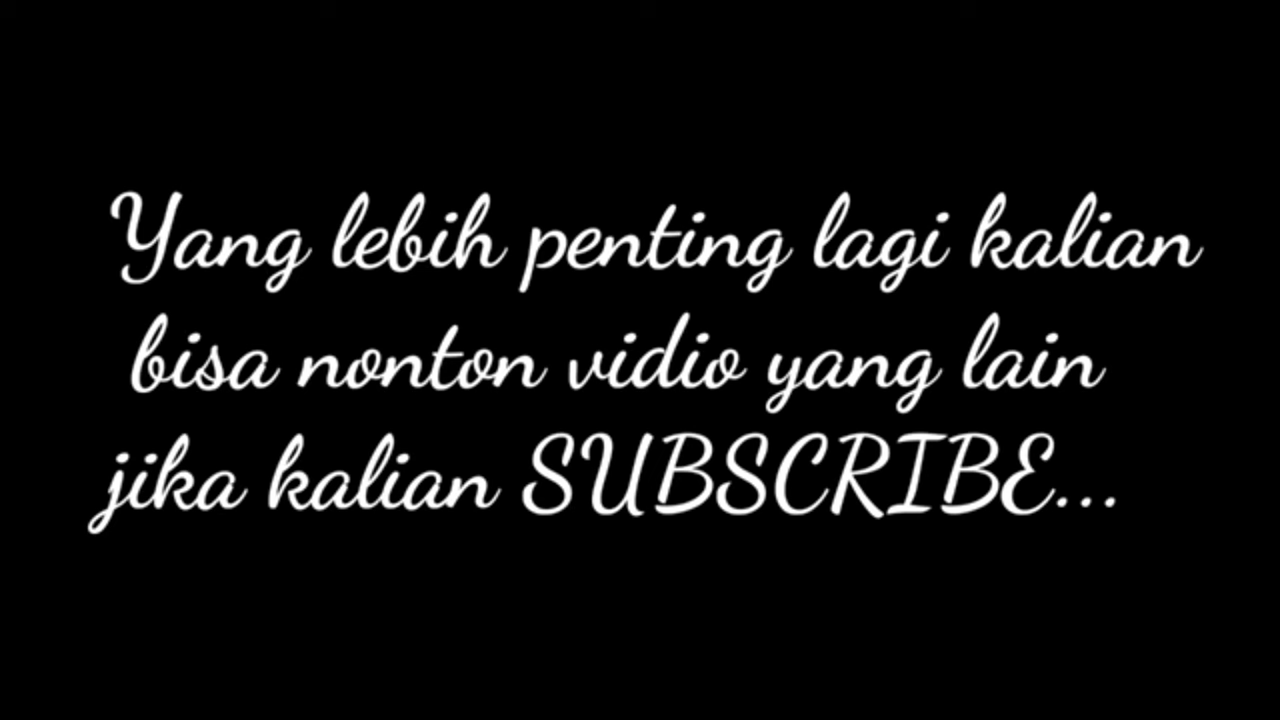 Yang lebih penting lagi kalian
bisa nonton vidio yang lain
jika kalian SUBSCRIBE...